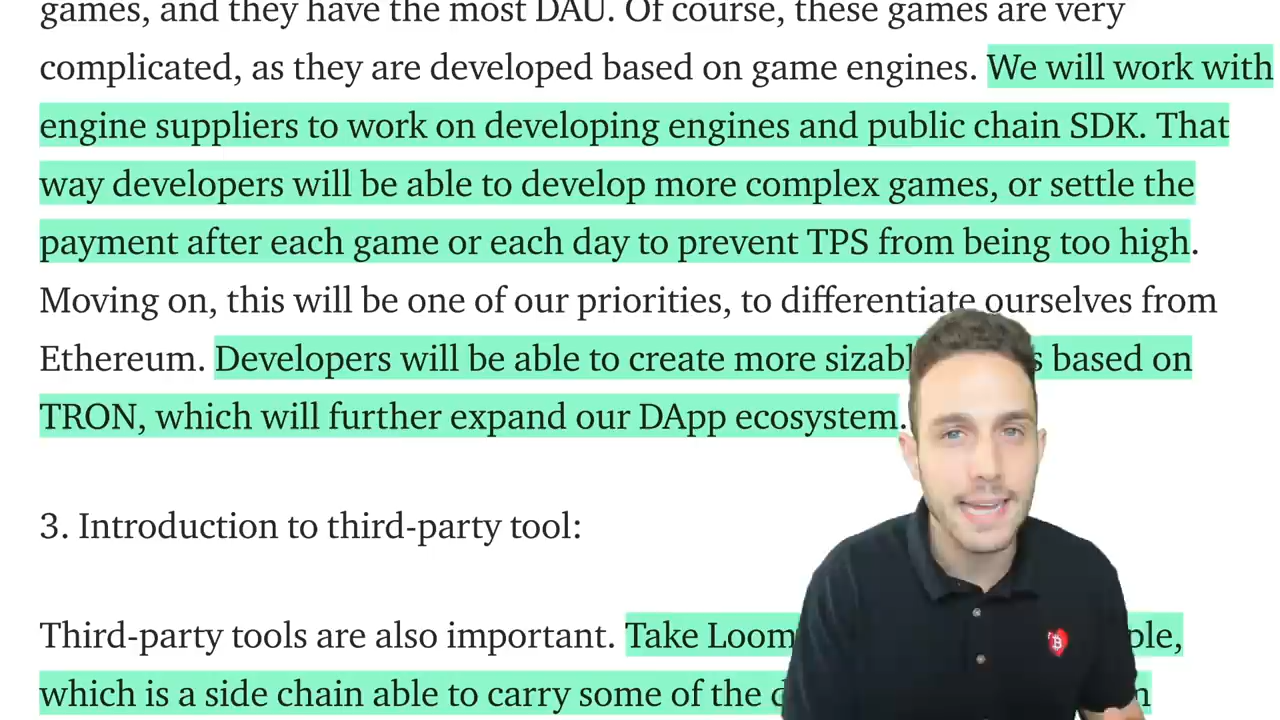 games, and they have the most DAU. Of course, these games are very
complicated, as they are developed based on game engines. We will work with
engine suppliers to work on developing engines and public chain SDK. That
way developers will be able to develop more complex games, or settle the
payment after each game or each day to prevent TPS from being too high.
Moving on, this will be one of our priorities, to differentiate ourselves from
Ethereum. Developers will be able to create more based on
TRON, which will further expand our DApp ecosystem.
3. Introduction to third-party tool:
Third-party tools are also important. Take Loom
which is a side chain able to carry some of the